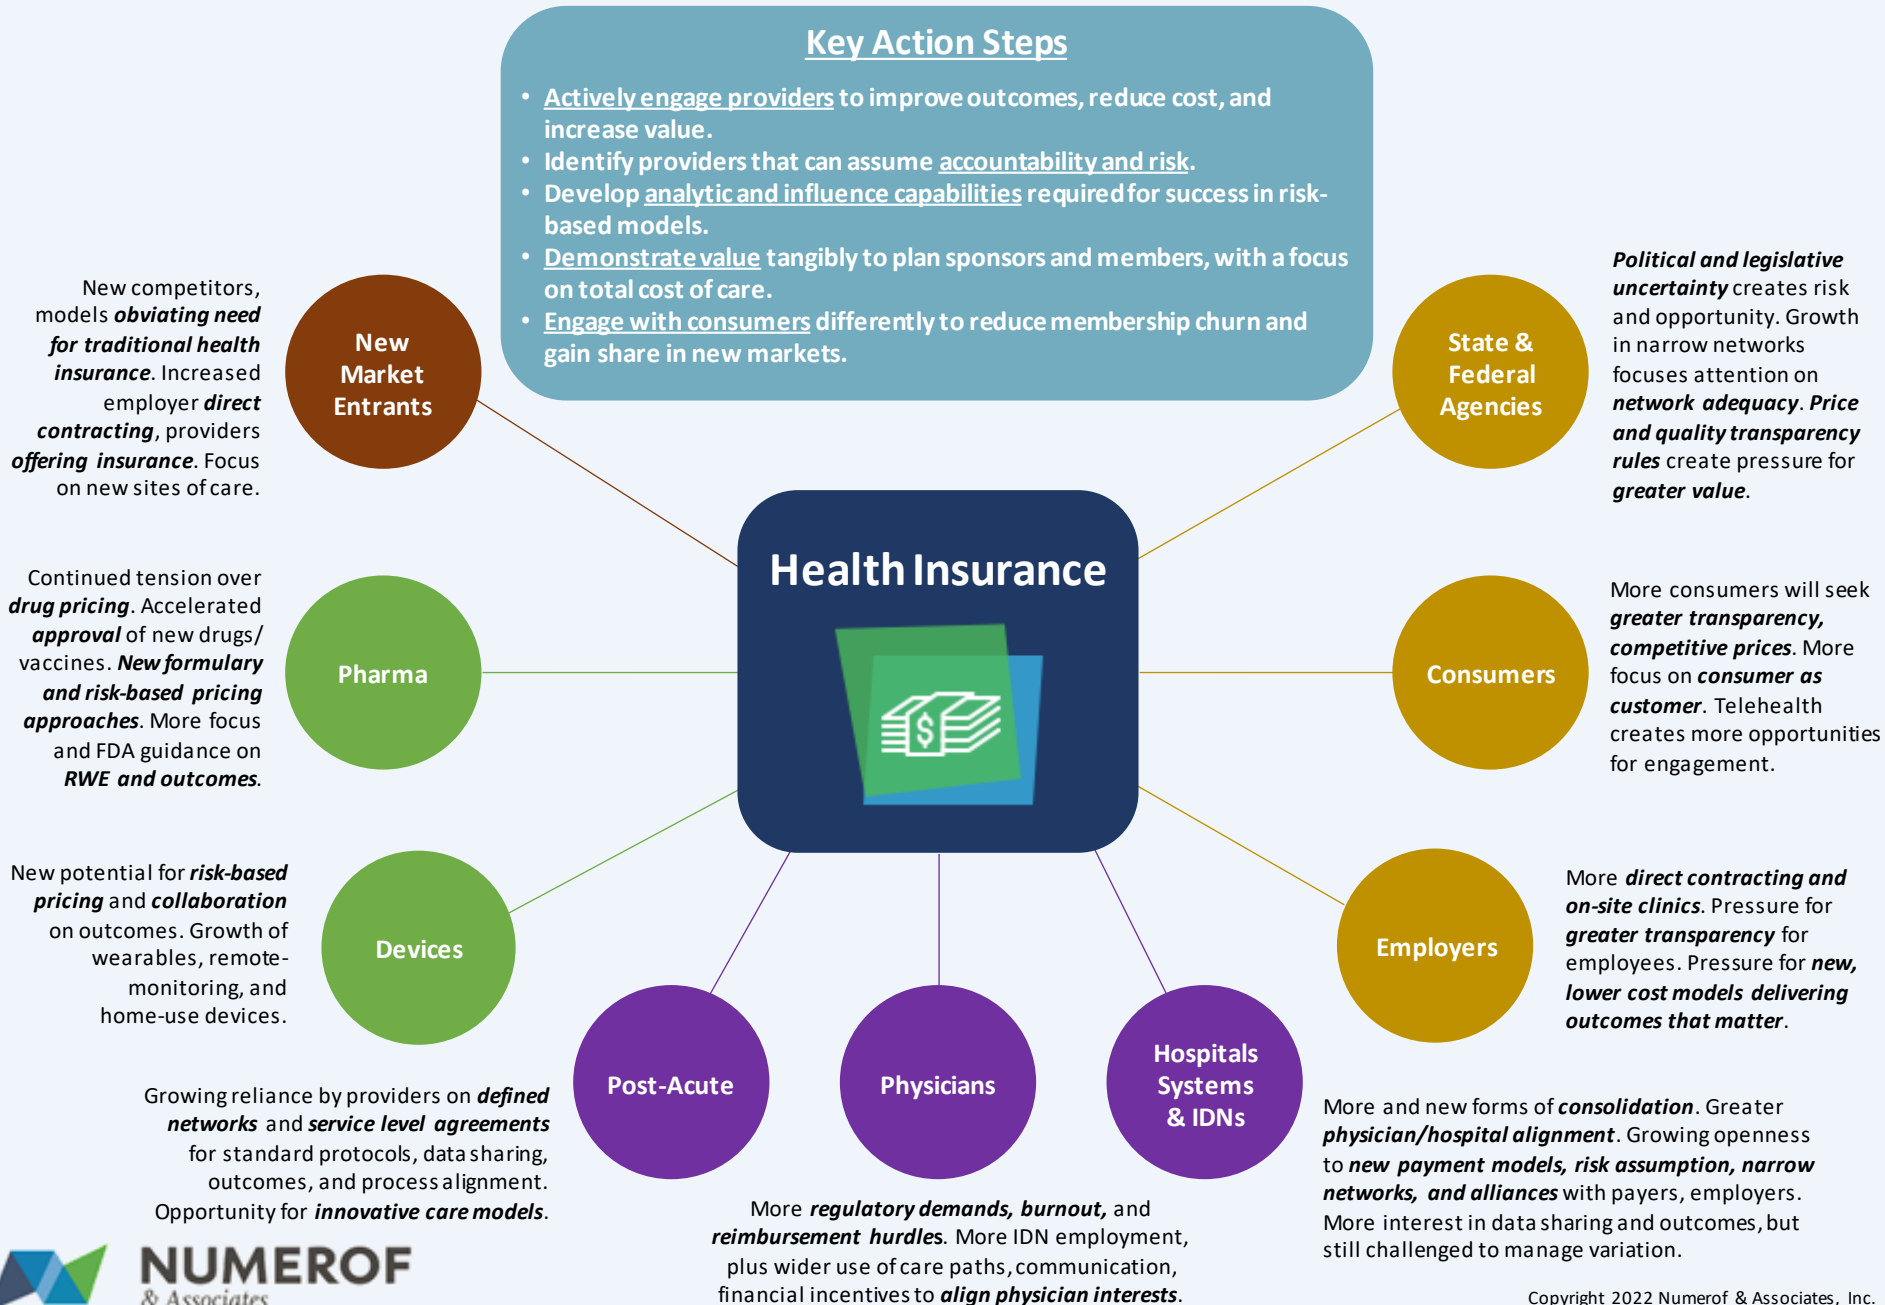 Key Action Steps
• Actively engage providers to improve outcomes, reduce cost, and
increase value.
• Identify providers that can assume accountability and risk.
• Develop analytic and influence capabilities required for success in risk-
based models.
• Demonstrate value tangibly to plan sponsors and members, with a focus
on total cost of care.
• Engage with consumers differently to reduce membership churn and
gain share in new markets.
New competitors,
models obviating need
for traditional health
insurance. Increased
employer direct
contracting, providers
offering insurance. Focus
on new sites of care.
New
Market
Entrants
State &
Federal
Agencies
Political and legislative
uncertainty creates risk
and opportunity. Growth
in narrow networks
focuses attention on
network adequacy. Price
and quality transparency
rules create pressure for
greater value.
Health Insurance
$
Continued tension over
drug pricing. Accelerated
approval of new drugs/
vaccines. New formulary
and risk-based pricing
approaches. More focus
and FDA guidance on
RWE and outcomes.
Pharma
Consumers
More consumers will seek
greater transparency,
competitive prices. More
focus on consumer as
customer. Telehealth
creates more opportunities
for engagement.
New potential for risk-based
pricing and collaboration
on outcomes. Growth of
wearables, remote-
monitoring, and
home-use devices.
Devices
Employers
More direct contracting and
on-site clinics. Pressure for
greater transparency for
employees. Pressure for new,
lower cost models delivering
outcomes that matter.
Growing reliance by providers on defined
networks and service level agreements
for standard protocols, data sharing,
outcomes, and process alignment.
Opportunity for innovative care models.
Post-Acute
Physicians
More regulatory demands, burnout, and
reimbursement hurdles. More IDN employment,
plus wider use of care paths, communication,
financial incentives to align physician interests.
Hospitals
Systems
& IDNs
More and new forms of consolidation. Greater
physician/hospital alignment. Growing openness
to new payment models, risk assumption, narrow
networks, and alliances with payers, employers.
More interest in data sharing and outcomes, but
still challenged to manage variation.
NUMEROF
& Associates
Copyright 2022 Numerof & Associates, Inc.